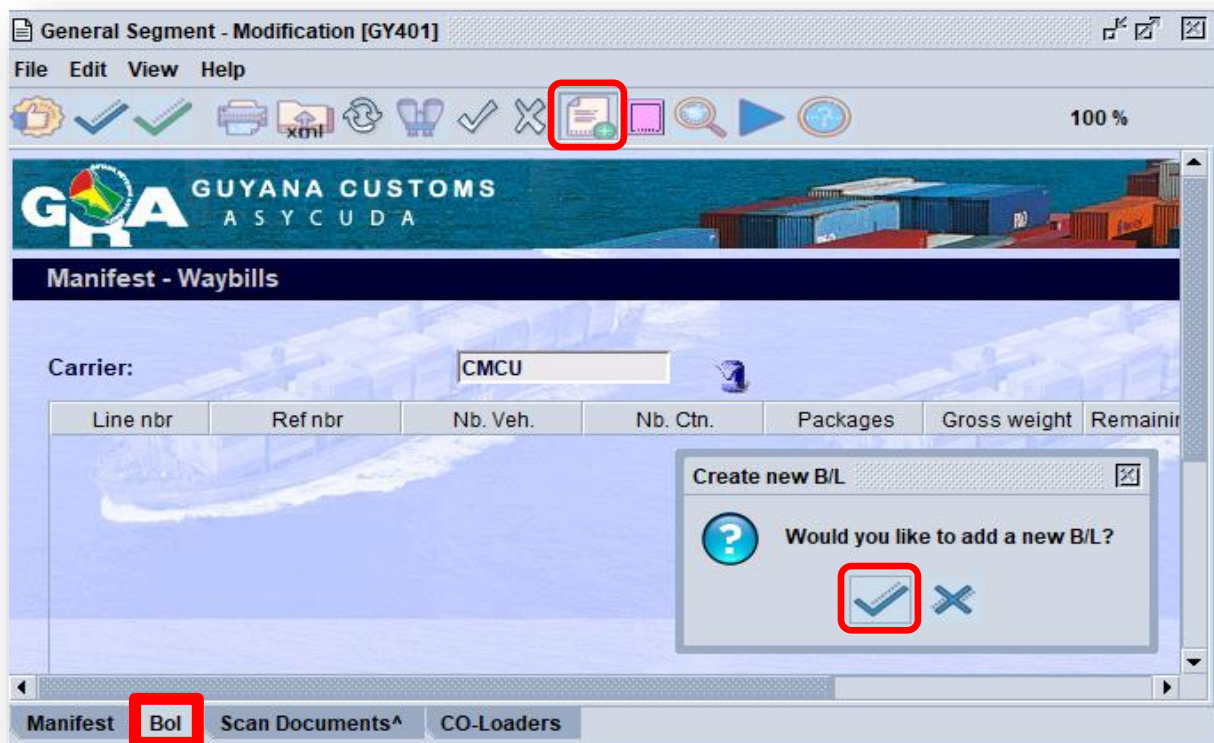 General Segment - Modification [GY401]
File Edit View Help
xml
100 %
GRA
GUYANA CUSTOMS
ASYCUDA
Manifest - Waybills
Carrier: CMCU
Line nbr Ref nbr Nb. Veh. Nb. Ctn. Packages Gross weight Remainin
Create new B/L
Would you like to add a new B/L?
Manifest Bol Scan Documents^ CO-Loaders